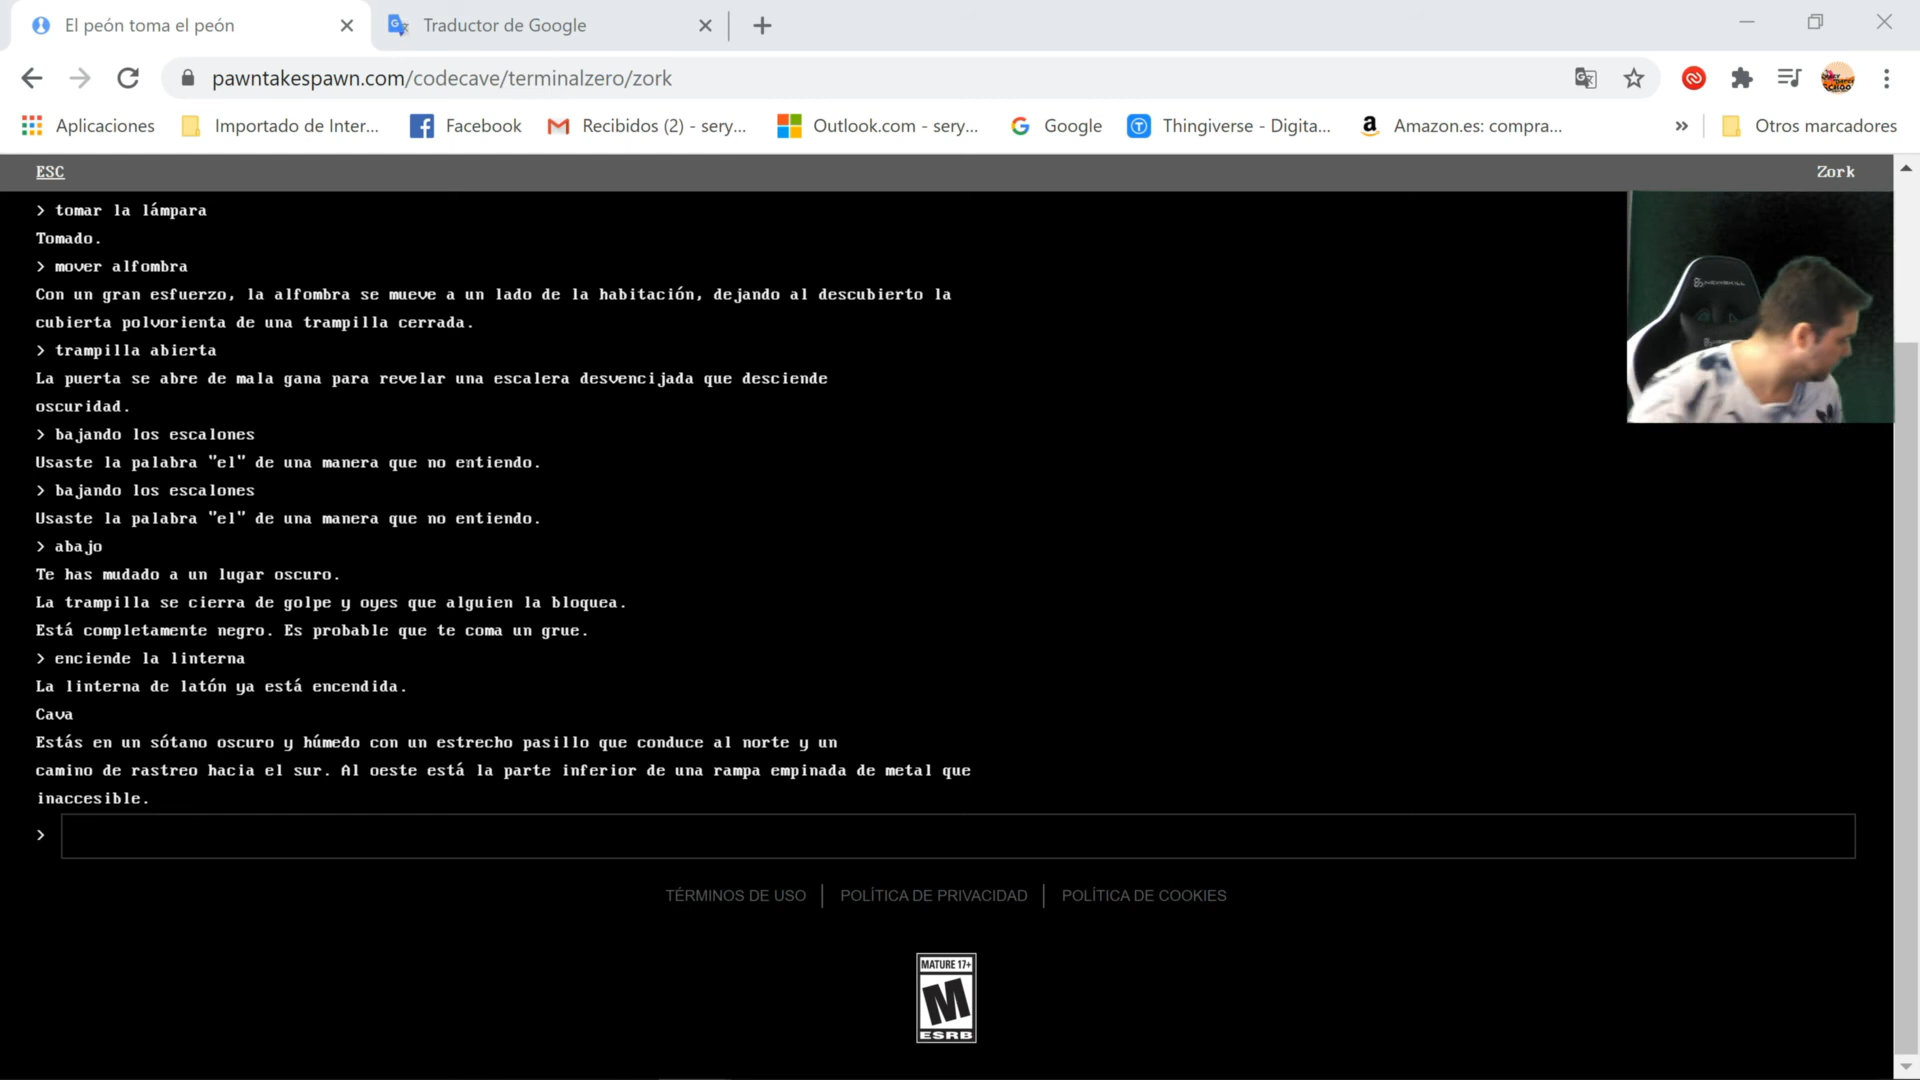 El peón toma el peón
Traductor de Google
pawntakespawn.com/codecave/terminalzero/zork
Aplicaciones
Importado de Inter...
Facebook
Recibidos (2) - sery...
Outlook.com - sery...
Google
Thingiverse - Digita...
Amazon.es: compra...
»
Otros marcadores
ESC
Zork
> tomar la lámpara
Tomado.
> mover alfombra
Con un gran esfuerzo, la alfombra se mueve a un lado de la habitación, dejando al descubierto la
cubierta polvorienta de una trampilla cerrada.
> trampilla abierta
La puerta se abre de mala gana para revelar una escalera desvencijada que desciende
oscuridad.
> bajando los escalones
Usaste la palabra "el" de una manera que no entiendo.
> bajando los escalones
Usaste la palabra "el" de una manera que no entiendo.
> abajo
Te has mudado a un lugar oscuro.
La trampilla se cierra de golpe y oyes que alguien la bloquea.
Está completamente negro. Es probable que te coma un grue.
> enciende la linterna
La linterna de latón ya está encendida.
Cava
Estás en un sótano oscuro y húmedo con un estrecho pasillo que conduce al norte y un
camino de rastreo hacia el sur. Al oeste está la parte inferior de una rampa empinada de metal que
inaccesible.
>
TÉRMINOS DE USO
POLÍTICA DE PRIVACIDAD
POLÍTICA DE COOKIES
MATURE 17+
M
ESRB